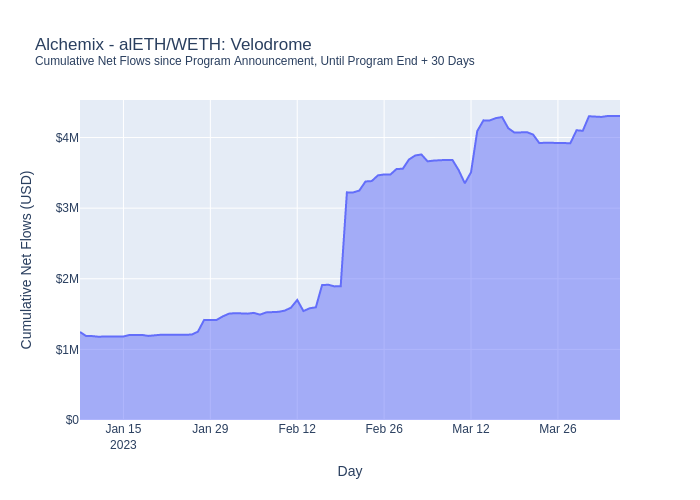 Alchemix - alETH/WETH: Velodrome
Cumulative Net Flows since Program Announcement, Until Program End + 30 Days
Cumulative Net Flows (USD)
$4M
$3M
$2M
$1M
$0
Jan 15 Jan 29 Feb 12 Feb 26 Mar 12 Mar 26
2023
Day